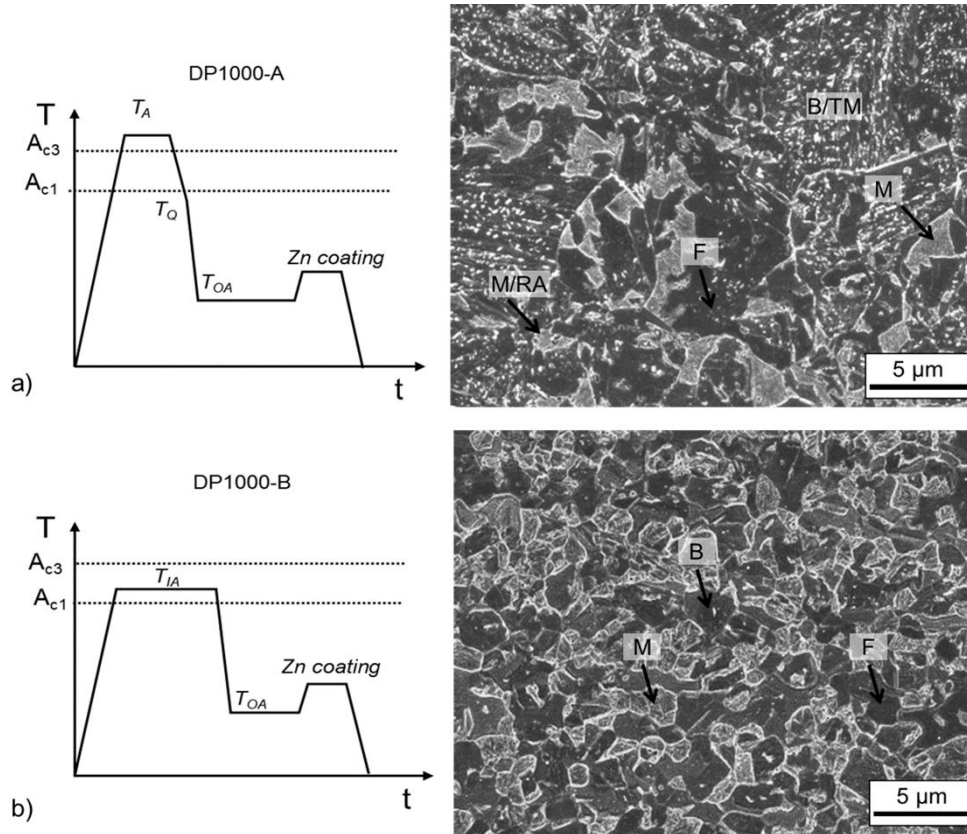 DP1000-A
T
T_A
A_c3
A_c1
T_Q
T_OA
Zn coating
t
a)
B/TM
M
F
M/RA
5 µm
DP1000-B
T
A_c3
T_IA
A_c1
T_OA
Zn coating
t
b)
B
M
F
5 µm